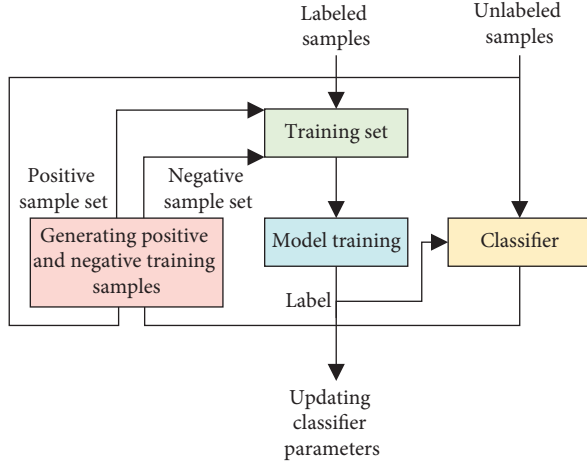 Labeled
samples
Unlabeled
samples
Training set
Positive
sample set
Negative
sample set
Generating positive
and negative training
samples
Model training
Classifier
Label
Updating
classifier
parameters